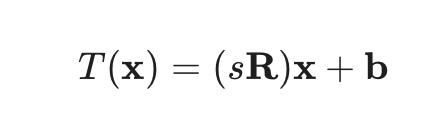 T(x) = (sR)x + b